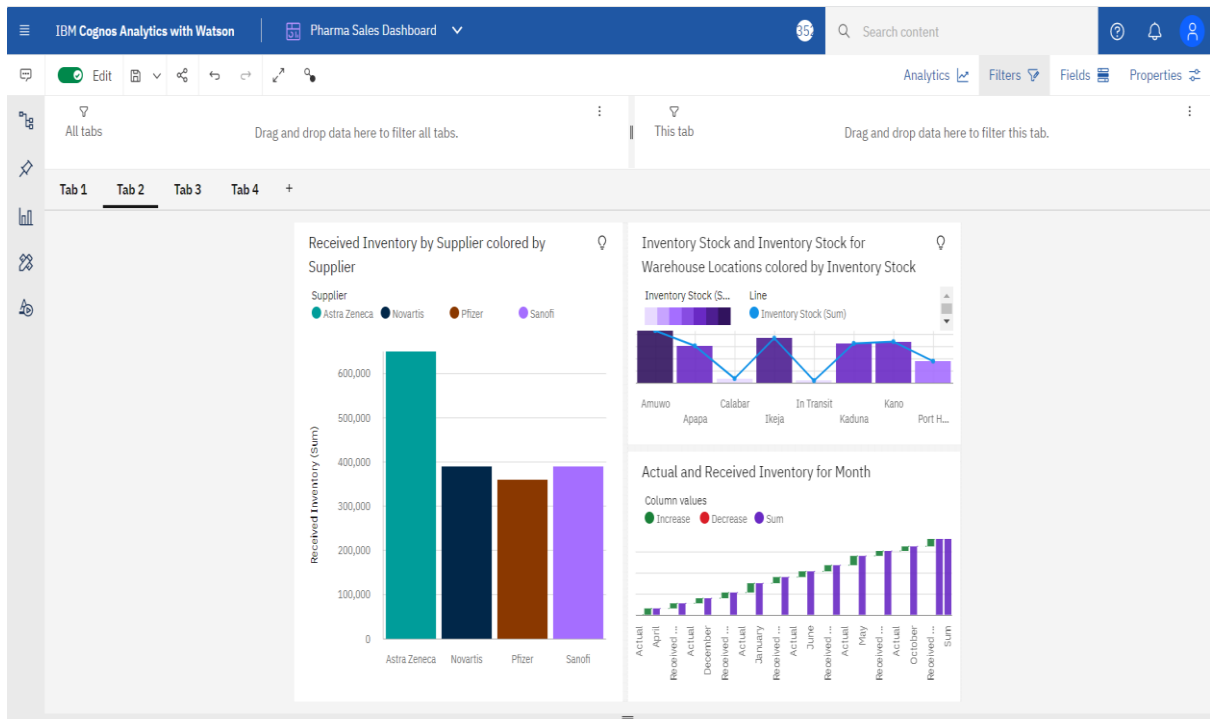 IBM Cognos Analytics with Watson
Pharma Sales Dashboard
352
Search content
Edit
Analytics
Filters
Fields
Properties
All tabs
Drag and drop data here to filter all tabs.
This tab
Drag and drop data here to filter this tab.
Tab 1 Tab 2 Tab 3 Tab 4 +
Received Inventory by Supplier colored by
Supplier
Supplier
Astra Zeneca Novartis Pfizer Sanofi
Received Inventory (Sum)
600,000
500,000
400,000
300,000
200,000
100,000
0
Astra Zeneca Novartis Pfizer Sanofi
Inventory Stock and Inventory Stock for
Warehouse Locations colored by Inventory Stock
Inventory Stock (S... Line
Inventory Stock (Sum)
Amuwo Calabar In Transit Kano
Apapa Ikeja Kaduna Port H...
Actual and Received Inventory for Month
Column values
Increase Decrease Sum
Actual
April
Received ...
Actual
December
Received ...
Actual
January
Received ...
Actual
June
Received ...
Actual
May
Received ...
Actual
October
Received ...
Sum